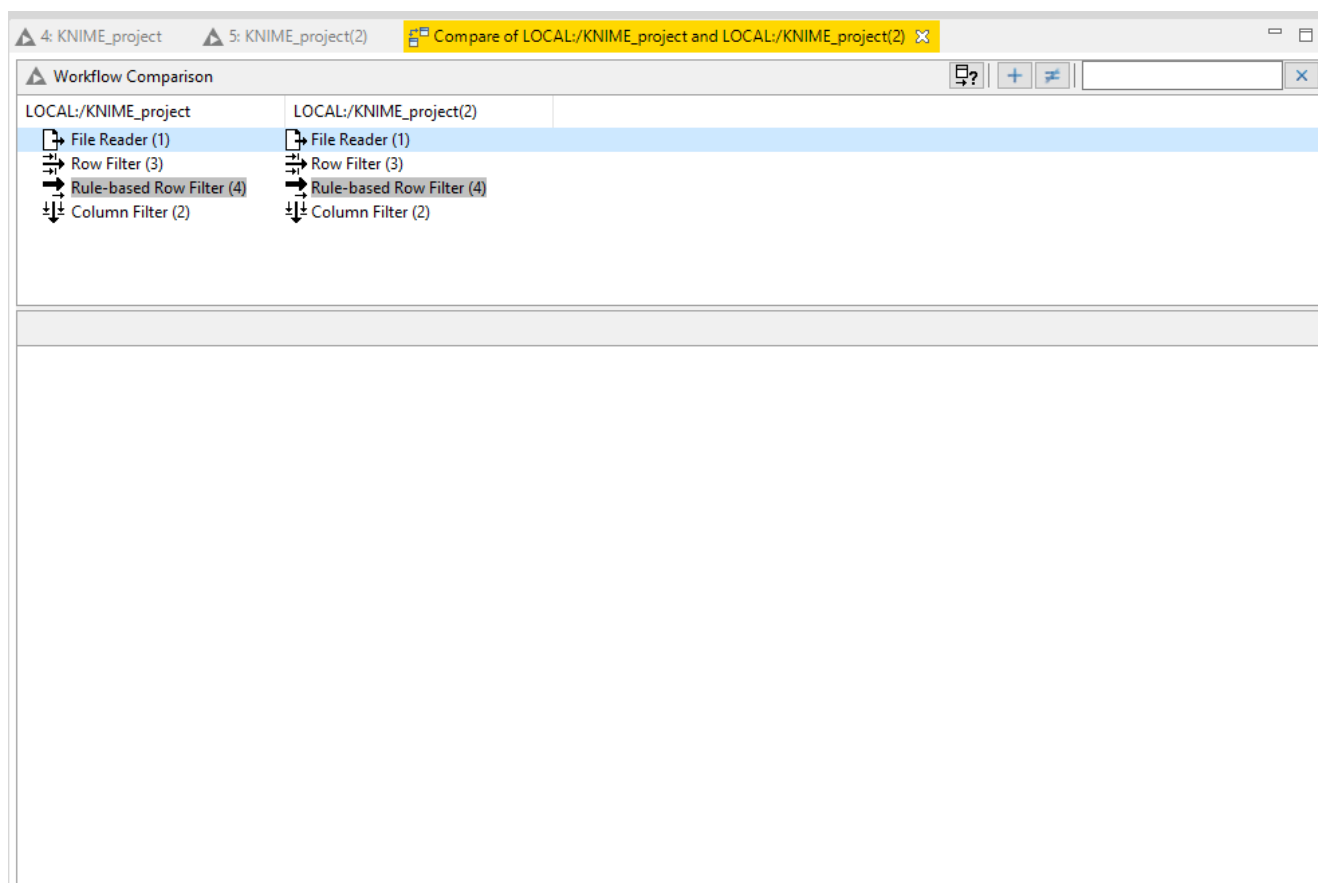 4: KNIME_project 5: KNIME_project(2) Compare of LOCAL:/KNIME_project and LOCAL:/KNIME_project(2)
Workflow Comparison
LOCAL:/KNIME_project LOCAL:/KNIME_project(2)
File Reader (1) File Reader (1)
Row Filter (3) Row Filter (3)
Rule-based Row Filter (4) Rule-based Row Filter (4)
Column Filter (2) Column Filter (2)